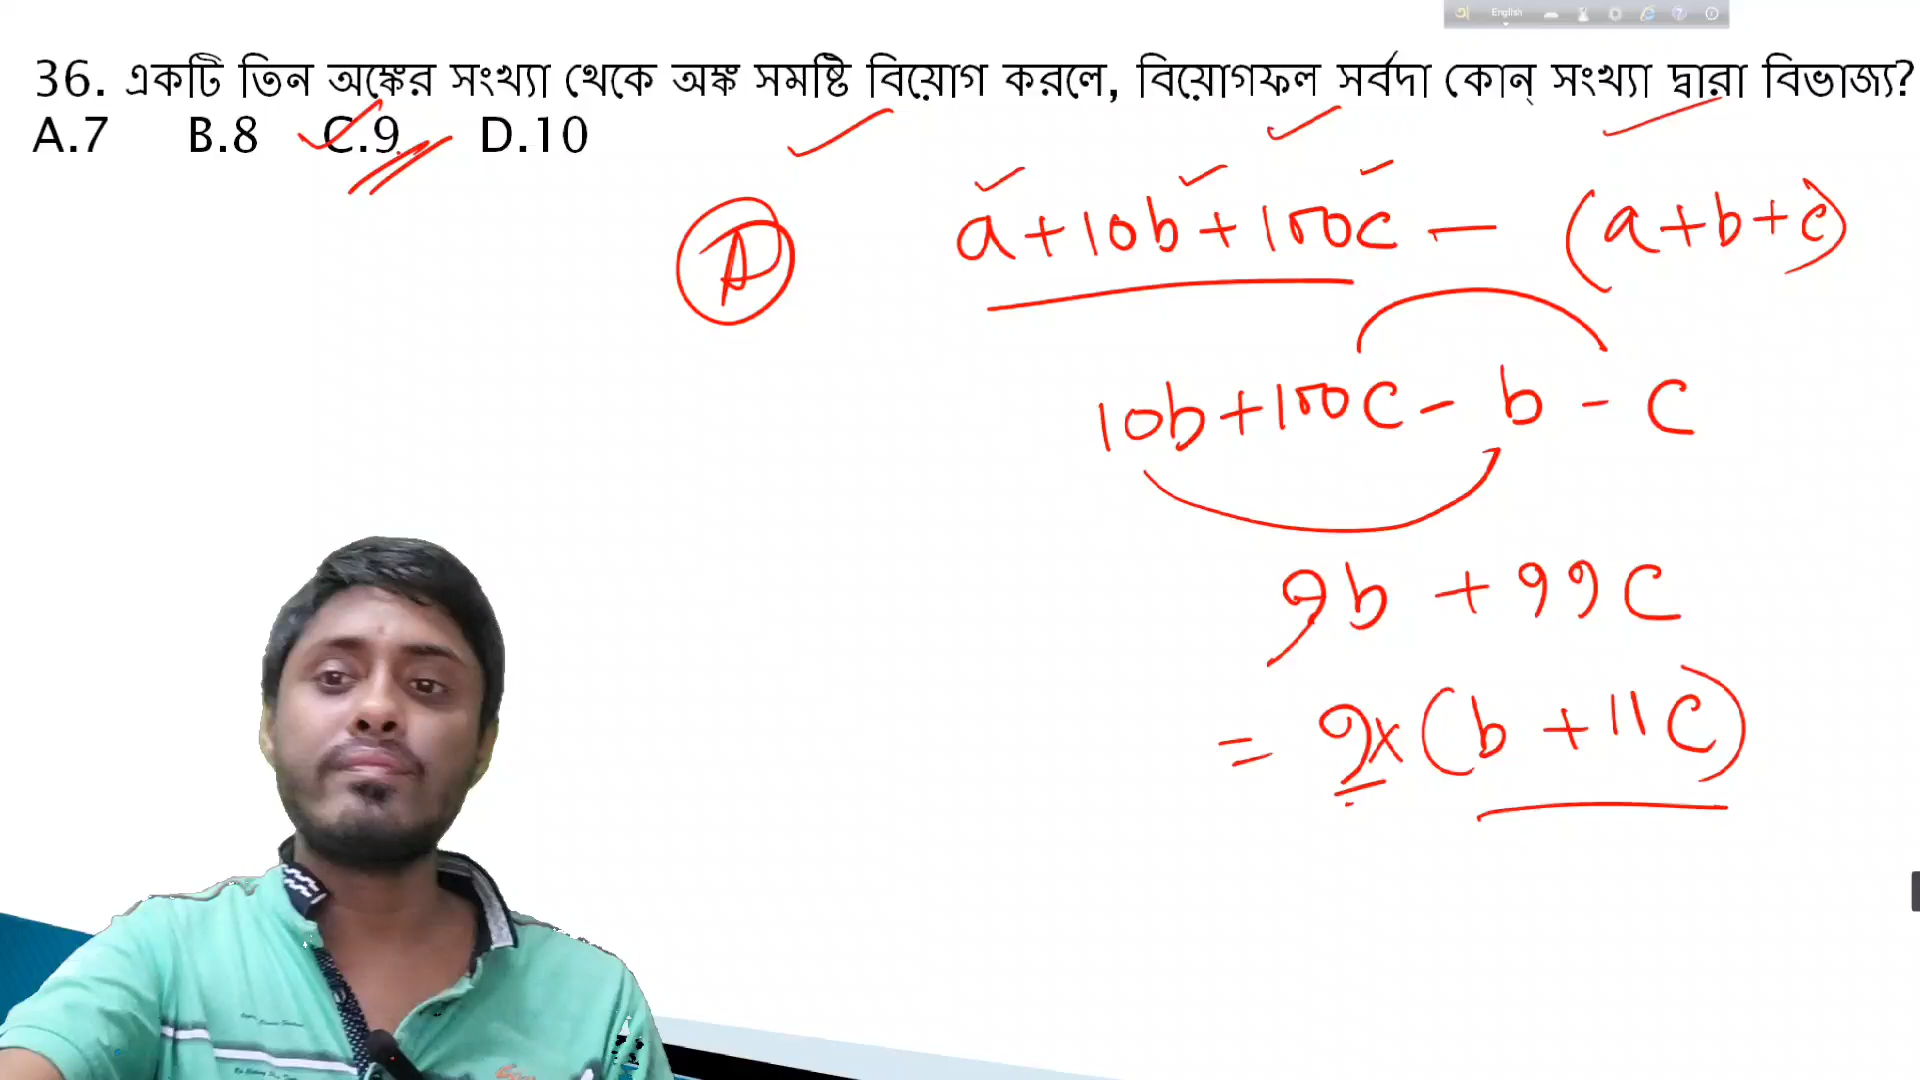 English
36. একটি তিন অঙ্কের সংখ্যা থেকে অঙ্ক সমষ্টি বিয়োগ করলে, বিয়োগফল সর্বদা কোন্ সংখ্যা দ্বারা বিভাজ্য?
A.7 B.8 C.9 D.10
a+10b+100c - (a+b+c)
10b+100c - b - c
9b + 99c
= 9x(b + 11c)